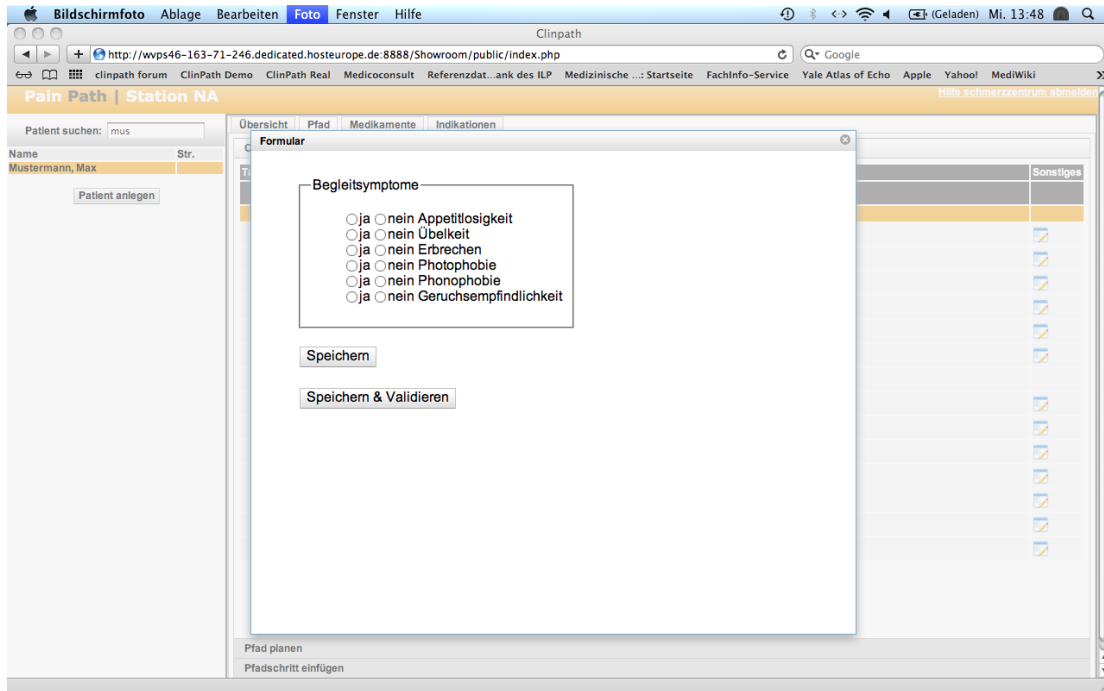 Bildschirmfoto Ablage Bearbeiten Foto Fenster Hilfe (Geladen) Mi. 13:48
Clinpath
http://wvps46-163-71-246.dedicated.hosteurope.de:8888/Showroom/public/index.php Google
clinpath forum ClinPath Demo ClinPath Real Medicoconsult Referenzdat...ank des ILP Medizinische ...: Startseite FachInfo-Service Yale Atlas of Echo Apple Yahoo! MediWiki
Pain Path | Station NA Hilfe schmerzzentrum abmelden
Patient suchen: mus
Name Str.
Mustermann, Max
Patient anlegen
Übersicht Pfad Medikamente Indikationen
Formular
Sonstiges
Begleitsymptome
ja nein Appetitlosigkeit
ja nein Übelkeit
ja nein Erbrechen
ja nein Photophobie
ja nein Phonophobie
ja nein Geruchsempfindlichkeit
Speichern
Speichern & Validieren
Pfad planen
Pfadschritt einfügen